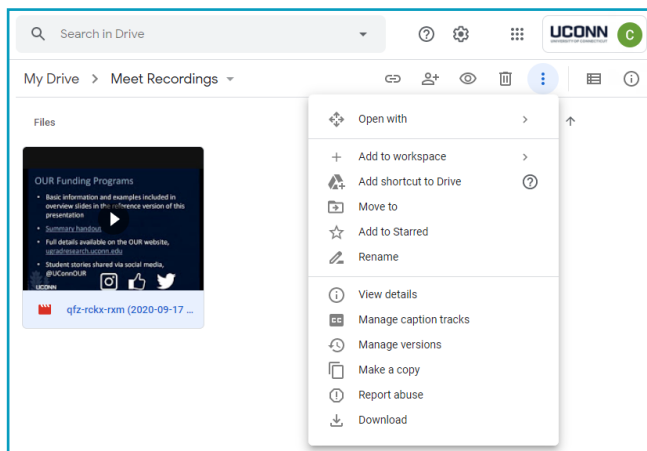 Search in Drive
UCONN
UNIVERSITY OF CONNECTICUT
C
My Drive > Meet Recordings
Files
OUR Funding Programs
• Basic information and examples included in
overview slides in the reference version of this
presentation
• Summary handout
• Full details available on the OUR website,
ugradresearch.uconn.edu
• Student stories shared via social media,
@UConnOUR
UCONN
qfz-rckx-rxm (2020-09-17 ...
Open with
Add to workspace
Add shortcut to Drive
Move to
Add to Starred
Rename
View details
CC Manage caption tracks
Manage versions
Make a copy
Report abuse
Download